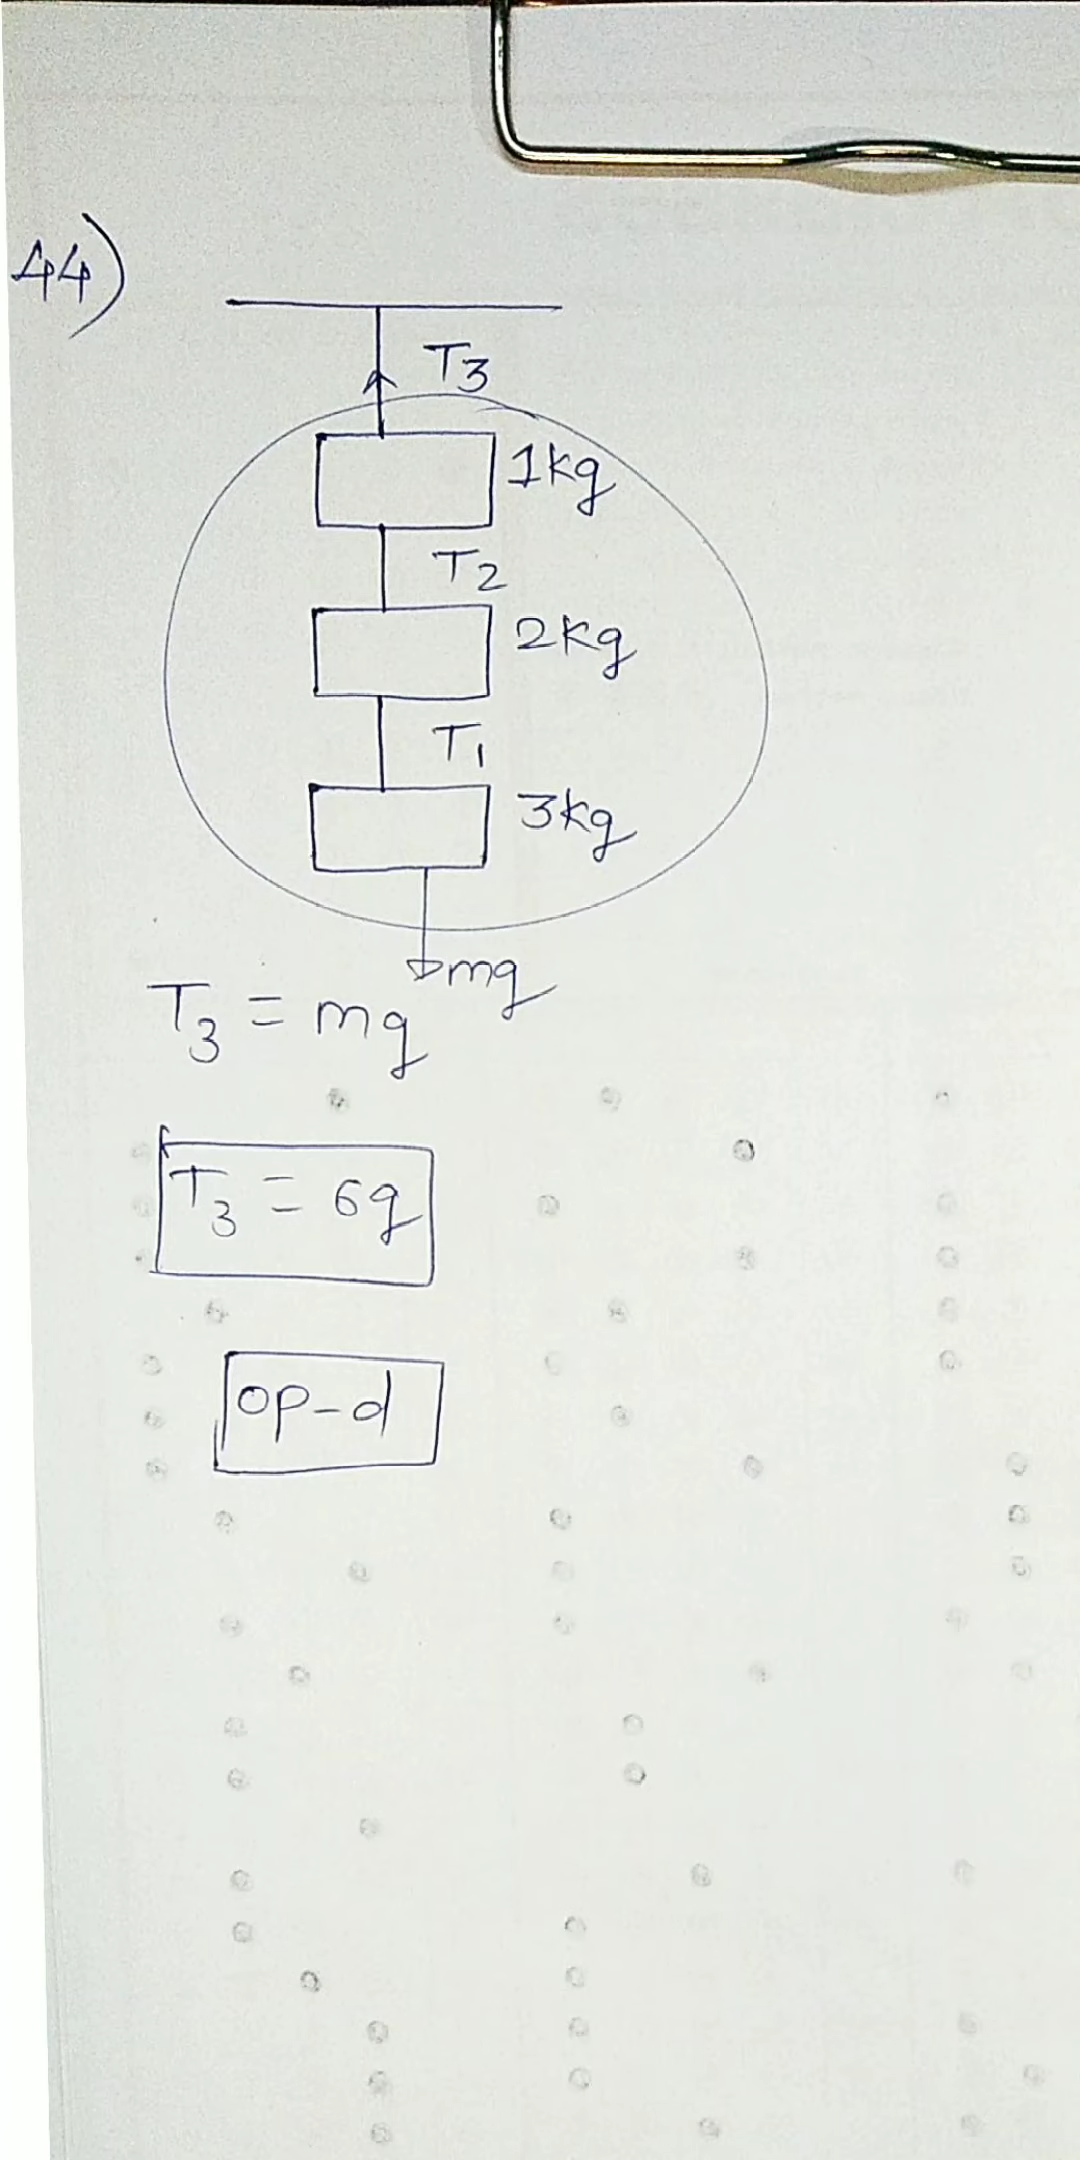 44)
T3
1kg
T2
2kg
T1
3kg
mg
T3 = mg
T3 = 6g
op-d